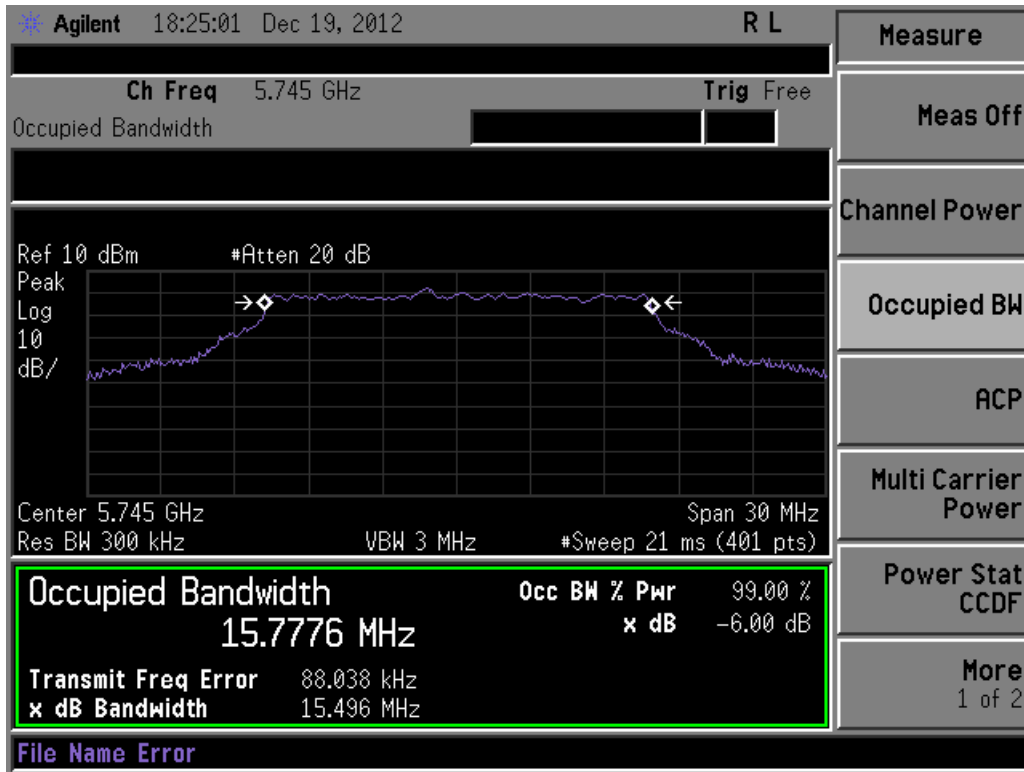 Agilent 18:25:01 Dec 19, 2012 R L
Measure
Ch Freq 5.745 GHz Trig Free
Occupied Bandwidth
Meas Off
Channel Power
Occupied BW
ACP
Multi Carrier
Power
Power Stat
CCDF
More
1 of 2
Ref 10 dBm #Atten 20 dB
Peak
Log
10
dB/
Center 5.745 GHz Span 30 MHz
Res BW 300 kHz VBW 3 MHz #Sweep 21 ms (401 pts)
Occupied Bandwidth Occ BW % Pwr 99.00 %
15.7776 MHz x dB -6.00 dB
Transmit Freq Error 88.038 kHz
x dB Bandwidth 15.496 MHz
File Name Error